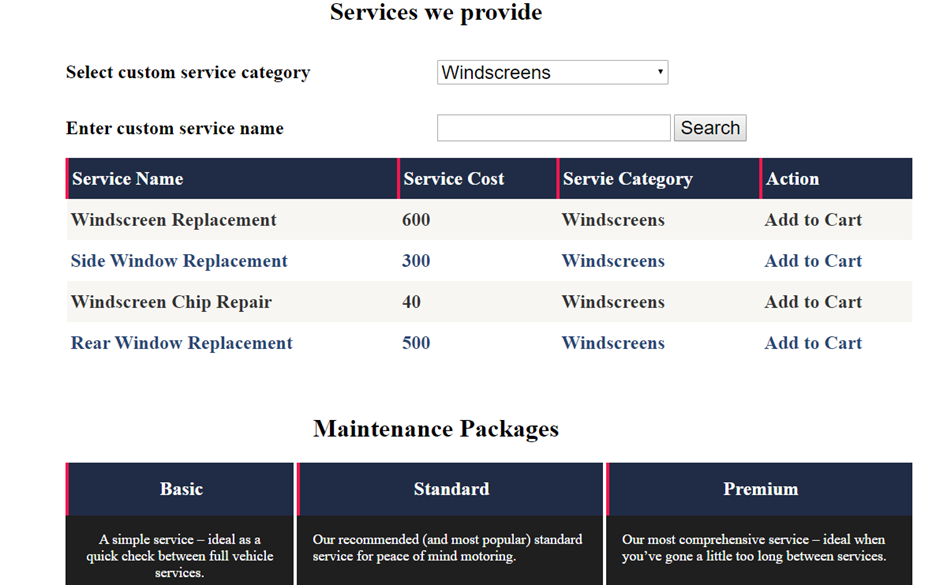 Services we provide
Select custom service category Windscreens
Enter custom service name Search
Service Name Service Cost Servie Category Action
Windscreen Replacement 600 Windscreens Add to Cart
Side Window Replacement 300 Windscreens Add to Cart
Windscreen Chip Repair 40 Windscreens Add to Cart
Rear Window Replacement 500 Windscreens Add to Cart
Maintenance Packages
Basic Standard Premium
A simple service – ideal as a
quick check between full vehicle
services.
Our recommended (and most popular) standard
service for peace of mind motoring.
Our most comprehensive service – ideal when
you’ve gone a little too long between services.